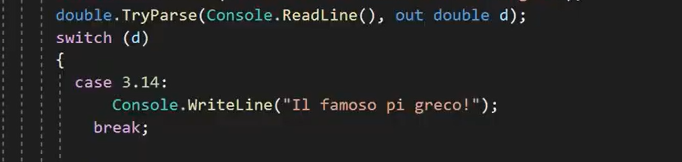 double.TryParse(Console.ReadLine(), out double d);
switch (d)
{
case 3.14:
Console.WriteLine("Il famoso pi greco!");
break;